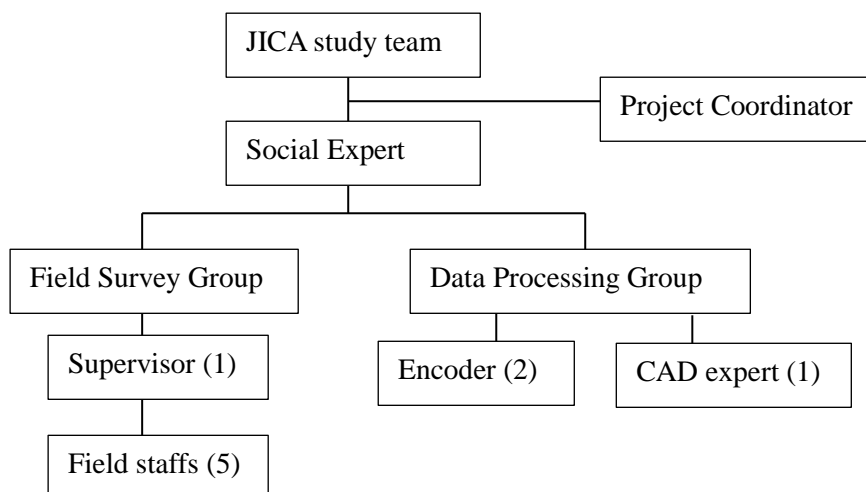 JICA study team
Project Coordinator
Social Expert
Field Survey Group
Data Processing Group
Supervisor (1)
Encoder (2)
CAD expert (1)
Field staffs (5)